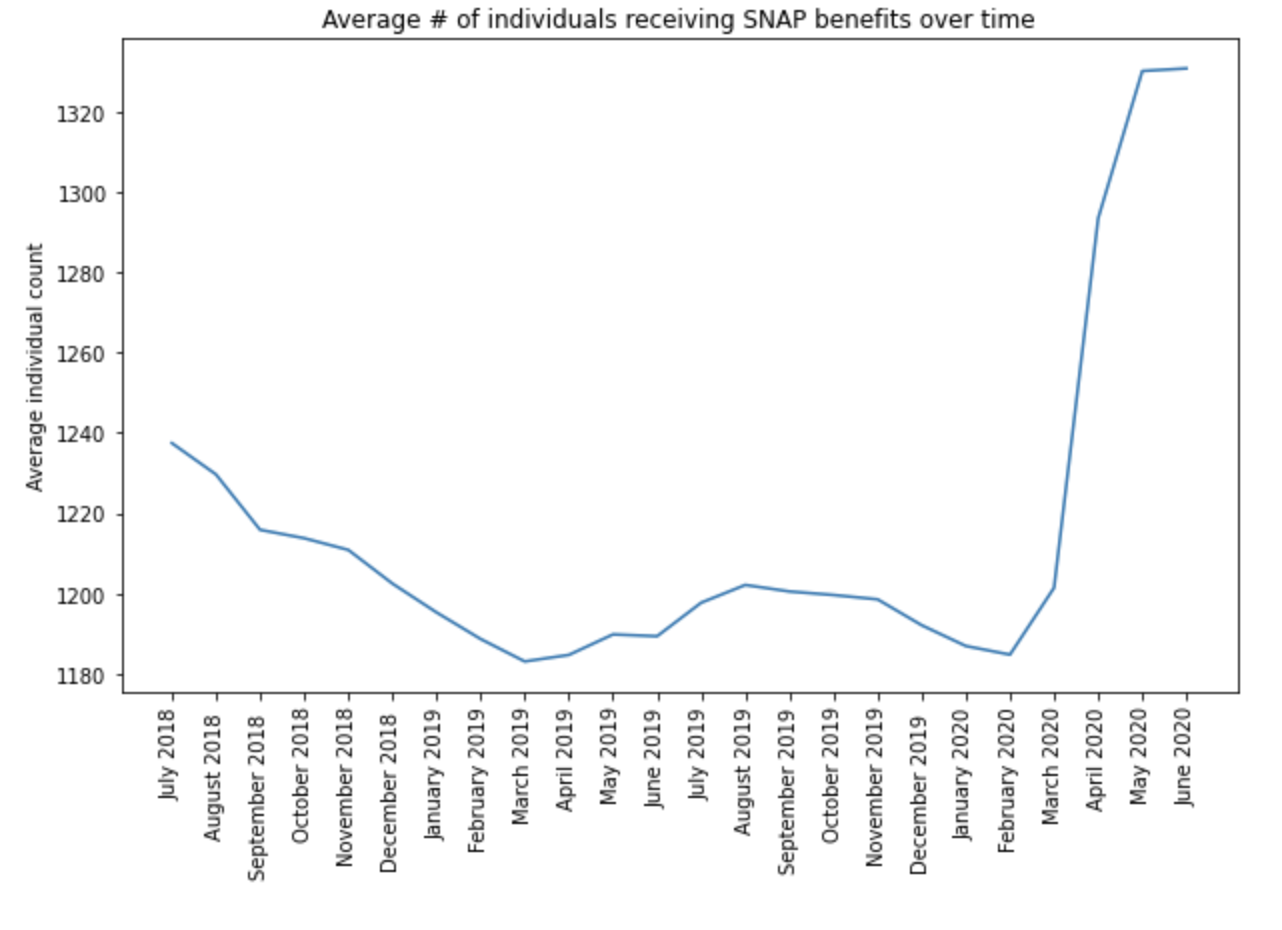 Average # of individuals receiving SNAP benefits over time
Average individual count
1320
1300
1280
1260
1240
1220
1200
1180
July 2018
August 2018
September 2018
October 2018
November 2018
December 2018
January 2019
February 2019
March 2019
April 2019
May 2019
June 2019
July 2019
August 2019
September 2019
October 2019
November 2019
December 2019
January 2020
February 2020
March 2020
April 2020
May 2020
June 2020